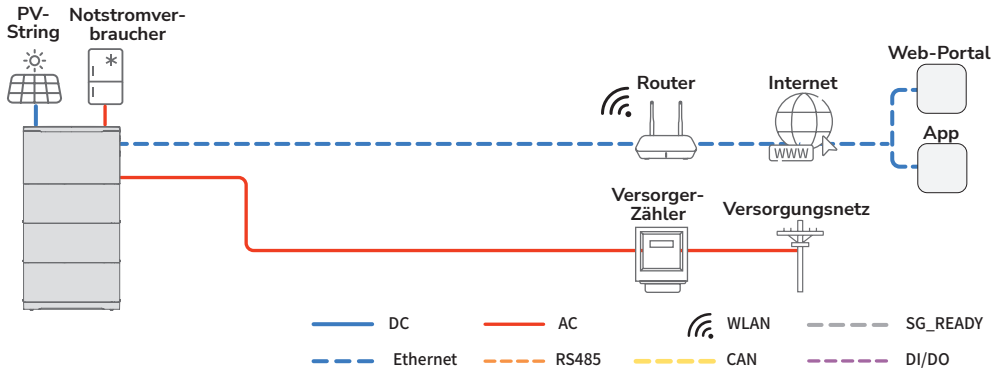 PV-
String
Notstromver-
braucher
Router
Internet
WWW
Web-Portal
App
Versorger-
Zähler
Versorgungsnetz
DC
AC
WLAN
SG_READY
Ethernet
RS485
CAN
DI/DO